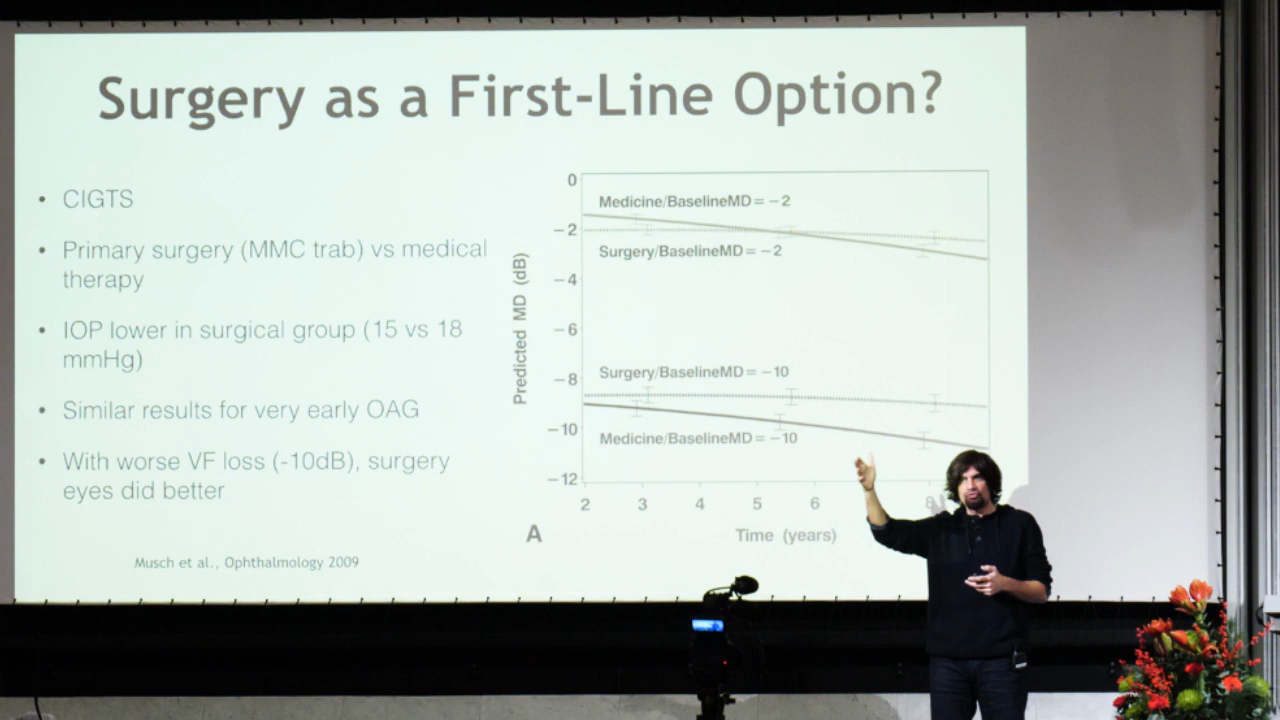 Surgery as a First-Line Option?
• CIGTS
• Primary surgery (MMC trab) vs medical
therapy
• IOP lower in surgical group (15 vs 18
mmHg)
• Similar results for very early OAG
• With worse VF loss (-10dB), surgery
eyes did better
Musch et al., Ophthalmology 2009
Predicted MD (dB)
0
−2
−4
−6
−8
−10
−12
Medicine/BaselineMD = −2
Surgery/BaselineMD = −2
Surgery/BaselineMD = −10
Medicine/BaselineMD = −10
2 3 4 5 6 8
A
Time (years)